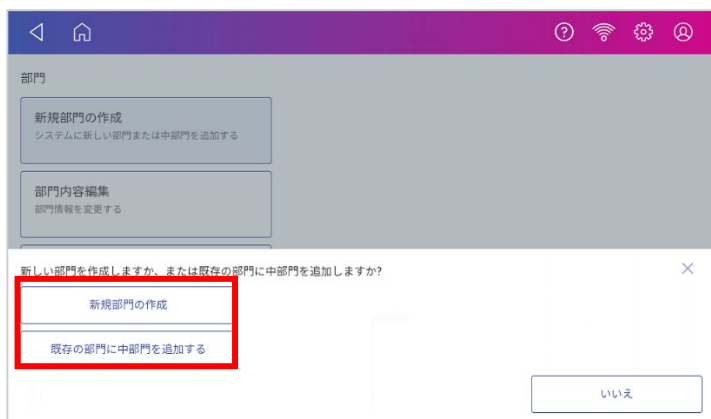 部門
新規部門の作成
システムに新しい部門または中部門を追加する
部門内容編集
部門情報を変更する
新しい部門を作成しますか、または既存の部門に中部門を追加しますか?
新規部門の作成
既存の部門に中部門を追加する
いいえ